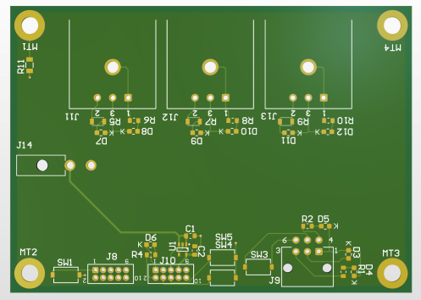 MT1
MT4
R11
J11
2 3 1
R5 R6
K D8
D7
J12
2 3 1
R7 R8
K D10
D9
J13
2 3 1
R9 R10
K D12
D11
J14
MT2
MT3
SW1
J8
J10
D6
K
R4
U1
C1
C2
SW5
SW4
SW3
R2 D5
K
6 4
3 1
J9
D3
K
D4